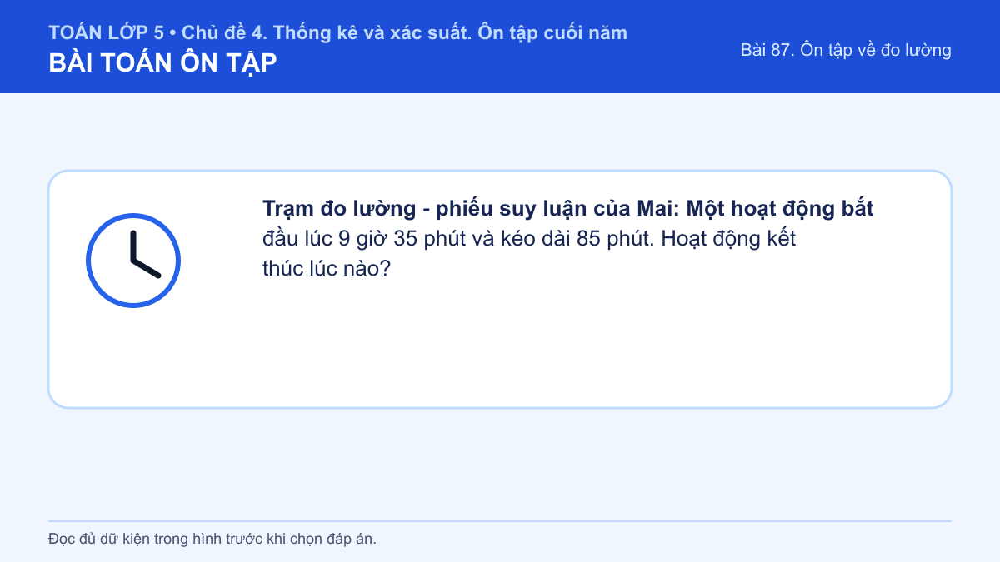 TOÁN LỚP 5 • Chủ đề 4. Thống kê và xác suất. Ôn tập cuối năm
BÀI TOÁN ÔN TẬP
Bài 87. Ôn tập về đo lường
Trạm đo lường - phiếu suy luận của Mai: Một hoạt động bắt
đầu lúc 9 giờ 35 phút và kéo dài 85 phút. Hoạt động kết
thúc lúc nào?
Đọc đủ dữ kiện trong hình trước khi chọn đáp án.